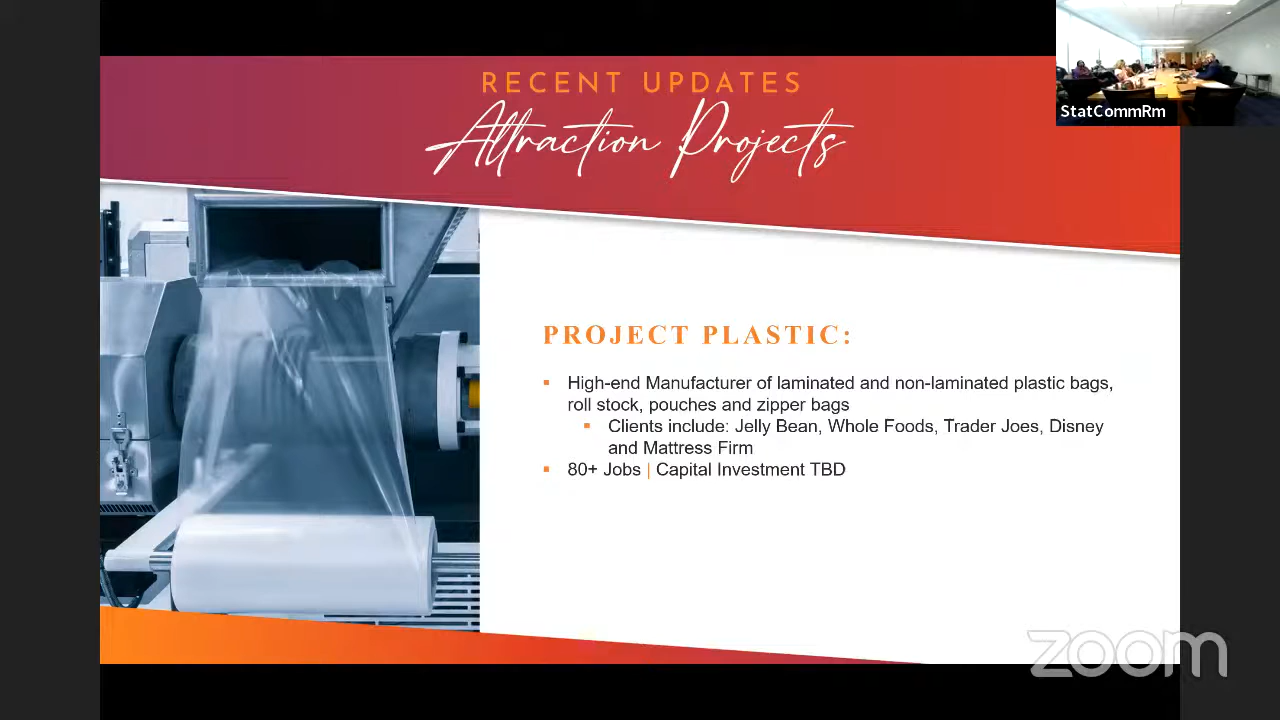 RECENT UPDATES
Attraction Projects
StatCommRm
PROJECT PLASTIC:
▪ High-end Manufacturer of laminated and non-laminated plastic bags,
roll stock, pouches and zipper bags
▪ Clients include: Jelly Bean, Whole Foods, Trader Joes, Disney
and Mattress Firm
▪ 80+ Jobs | Capital Investment TBD
zoom